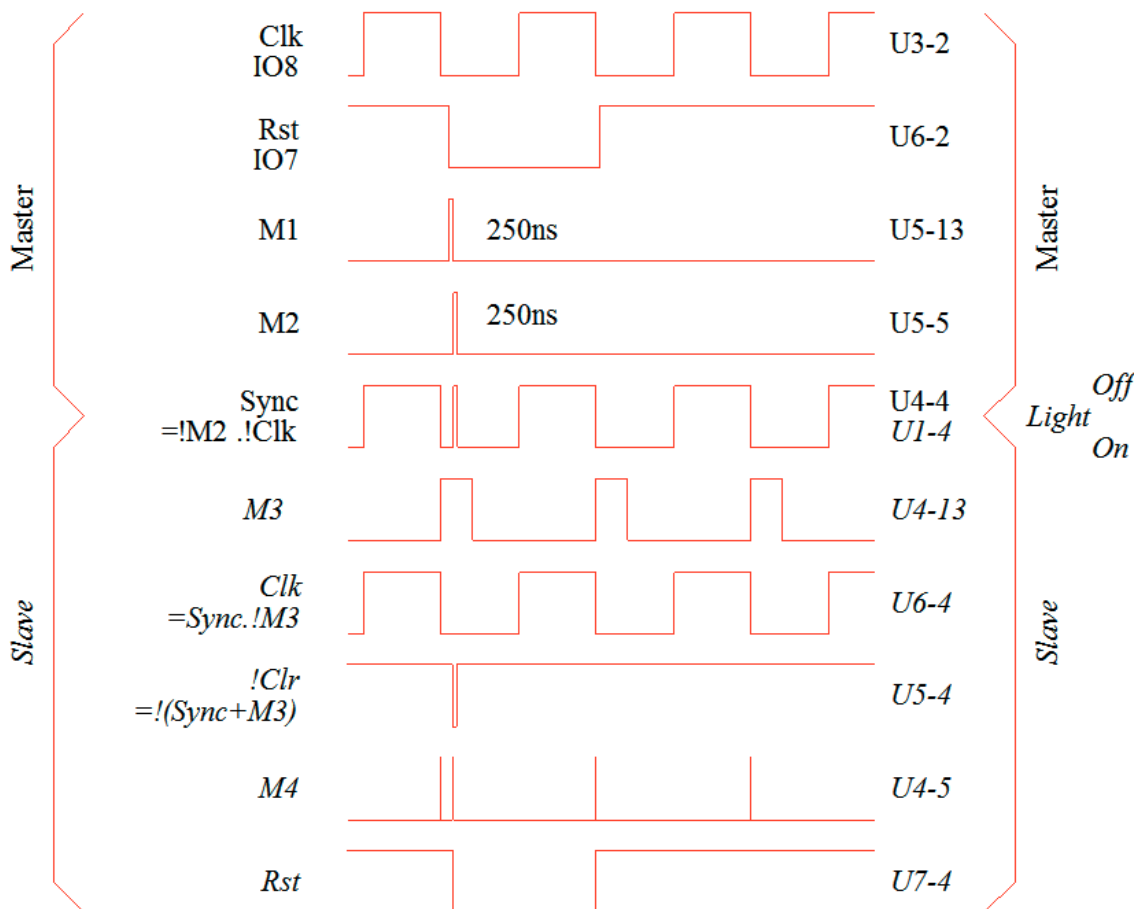 Clk
IO8
U3-2
Rst
IO7
U6-2
Master
Master
M1
250ns
U5-13
M2
250ns
U5-5
Sync
=!M2 .!Clk
U4-4
U1-4
Off
Light
On
M3
U4-13
Clk
=Sync.!M3
U6-4
Slave
Slave
!Clr
=!(Sync+M3)
U5-4
M4
U4-5
Rst
U7-4